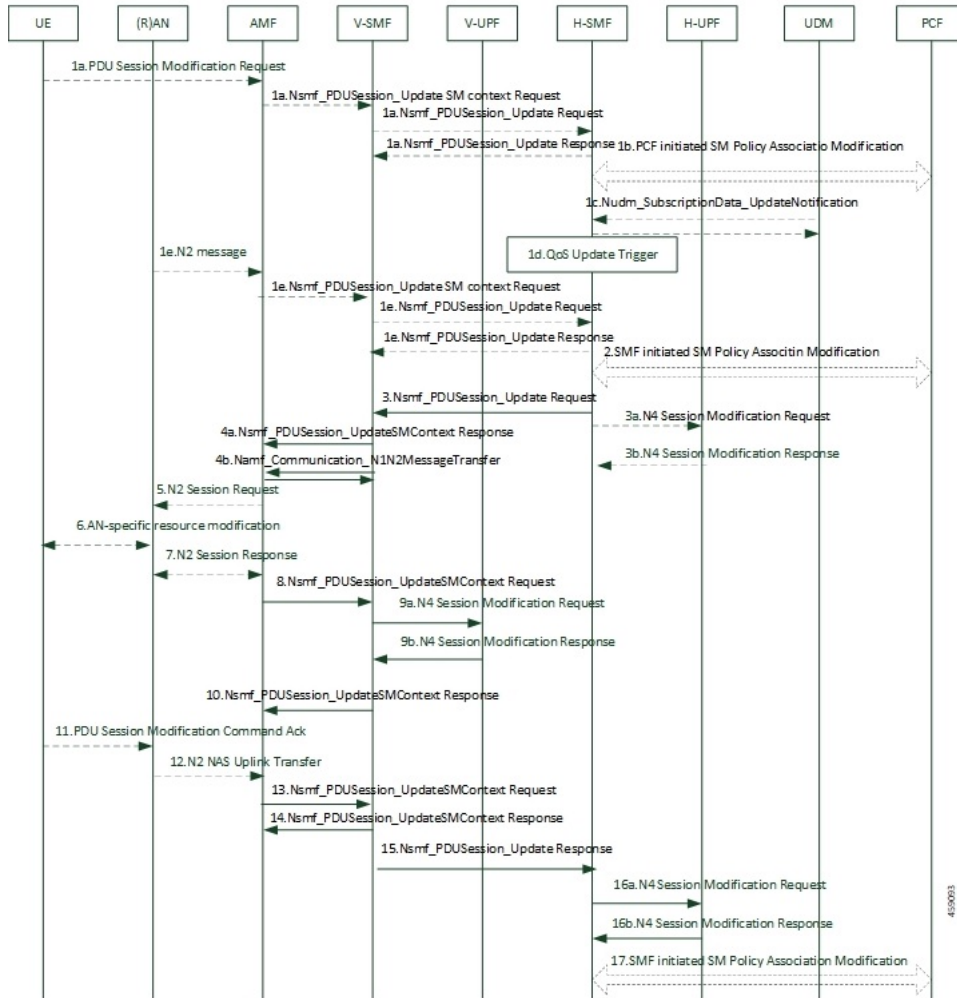 UE
(R)AN
AMF
V-SMF
V-UPF
H-SMF
H-UPF
UDM
PCF
1a.PDU Session Modification Request
1a.Nsmf_PDUSession_Update SM context Request
1a.Nsmf_PDUSession_Update Request
1a.Nsmf_PDUSession_Update Response
1b.PCF initiated SM Policy Associatio Modification
1c.Nudm_SubscriptionData_UpdateNotification
1d.QoS Update Trigger
1e.N2 message
1e.Nsmf_PDUSession_Update SM context Request
1e.Nsmf_PDUSession_Update Request
1e.Nsmf_PDUSession_Update Response
2.SMF initiated SM Policy Associtin Modification
3.Nsmf_PDUSession_Update Request
3a.N4 Session Modification Request
4a.Nsmf_PDUSession_UpdateSMContext Response
4b.Namf_Communication_N1N2MessageTransfer
3b.N4 Session Modification Response
5.N2 Session Request
6.AN-specific resource modification
7.N2 Session Response
8.Nsmf_PDUSession_UpdateSMContext Request
9a.N4 Session Modification Request
9b.N4 Session Modification Response
10.Nsmf_PDUSession_UpdateSMContext Response
11.PDU Session Modification Command Ack
12.N2 NAS Uplink Transfer
13.Nsmf_PDUSession_UpdateSMContext Request
14.Nsmf_PDUSession_UpdateSMContext Response
15.Nsmf_PDUSession_Update Response
16a.N4 Session Modification Request
16b.N4 Session Modification Response
17.SMF initiated SM Policy Association Modification
459093